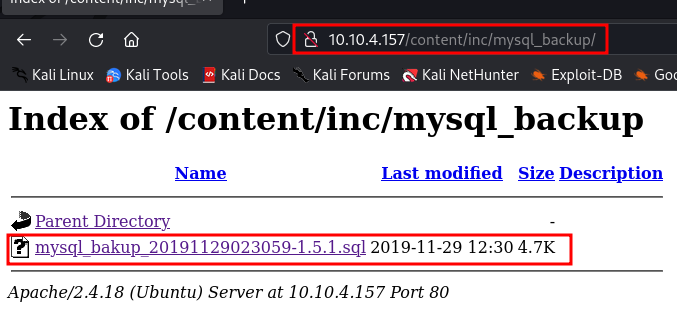 Index of /content/inc/mysql_
10.10.4.157/content/inc/mysql_backup/
Kali Linux Kali Tools Kali Docs Kali Forums Kali NetHunter Exploit-DB Goo
Index of /content/inc/mysql_backup
Name Last modified Size Description
Parent Directory -
mysql_bakup_20191129023059-1.5.1.sql 2019-11-29 12:30 4.7K
Apache/2.4.18 (Ubuntu) Server at 10.10.4.157 Port 80